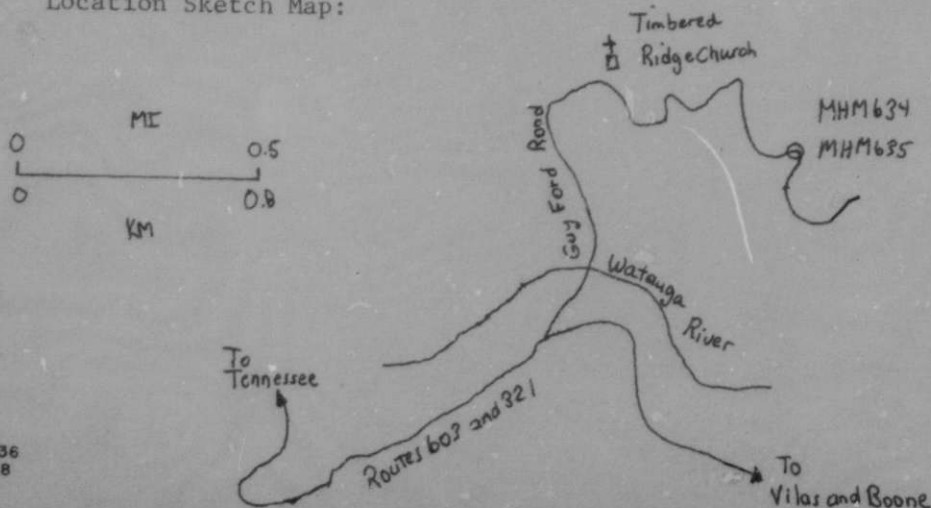 Location Sketch Map:
Timbered
Ridge Church
MI
0 0.5
0 0.8
KM
MHM634
MHM635
Guy Ford Road
Watauga
River
To
Tennessee
Routes 603 and 321
To
Vilas and Boone
36
8